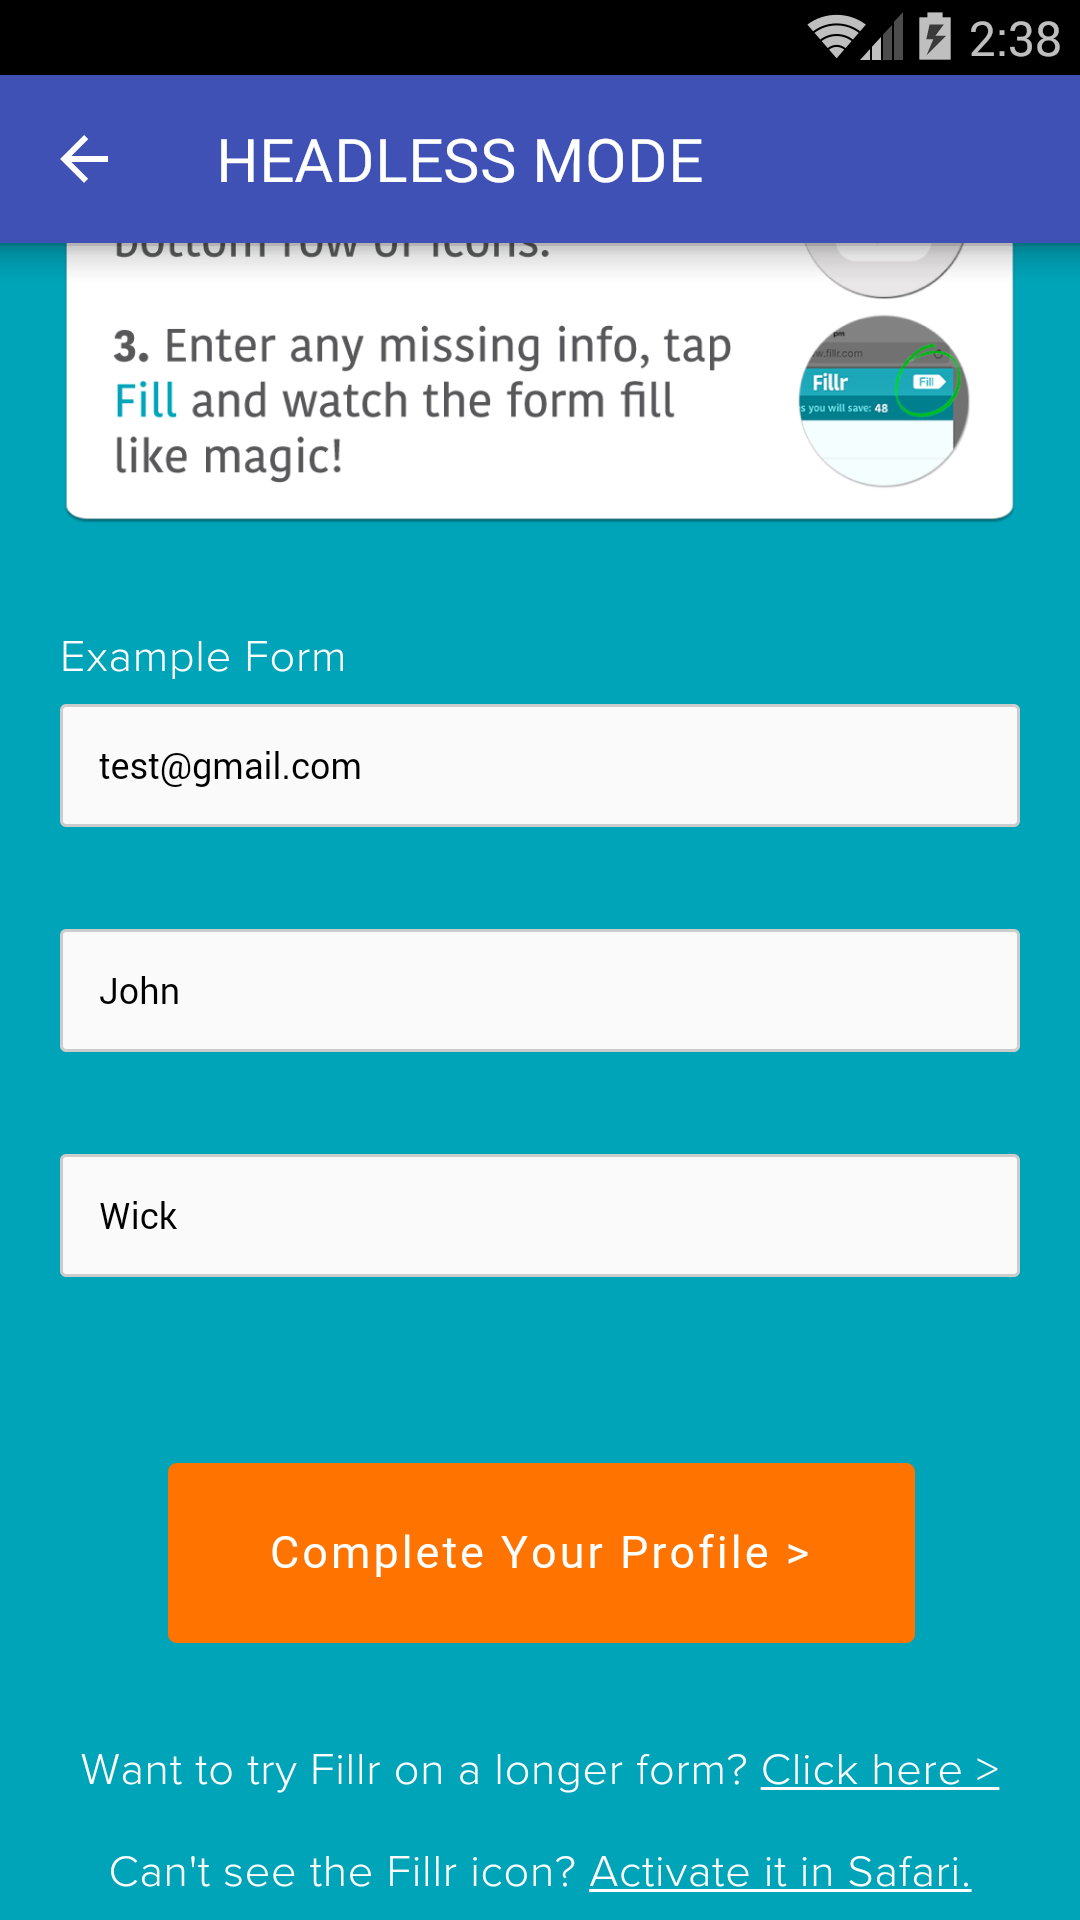 2:38
HEADLESS MODE
bottom row of icons.
3. Enter any missing info, tap
Fill and watch the form fill
like magic!
pm
w.fillr.com
Fillr
Fill
s you will save: 48
Example Form
test@gmail.com
John
Wick
Complete Your Profile >
Want to try Fillr on a longer form? Click here >
Can't see the Fillr icon? Activate it in Safari.